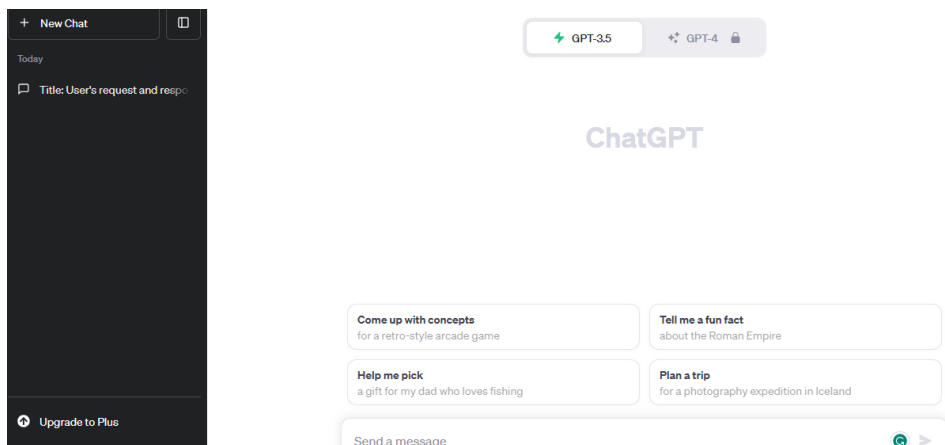 New Chat
Today
Title: User's request and respo
Upgrade to Plus
GPT-3.5
GPT-4
ChatGPT
Come up with concepts
for a retro-style arcade game
Tell me a fun fact
about the Roman Empire
Help me pick
a gift for my dad who loves fishing
Plan a trip
for a photography expedition in Iceland
Send a message